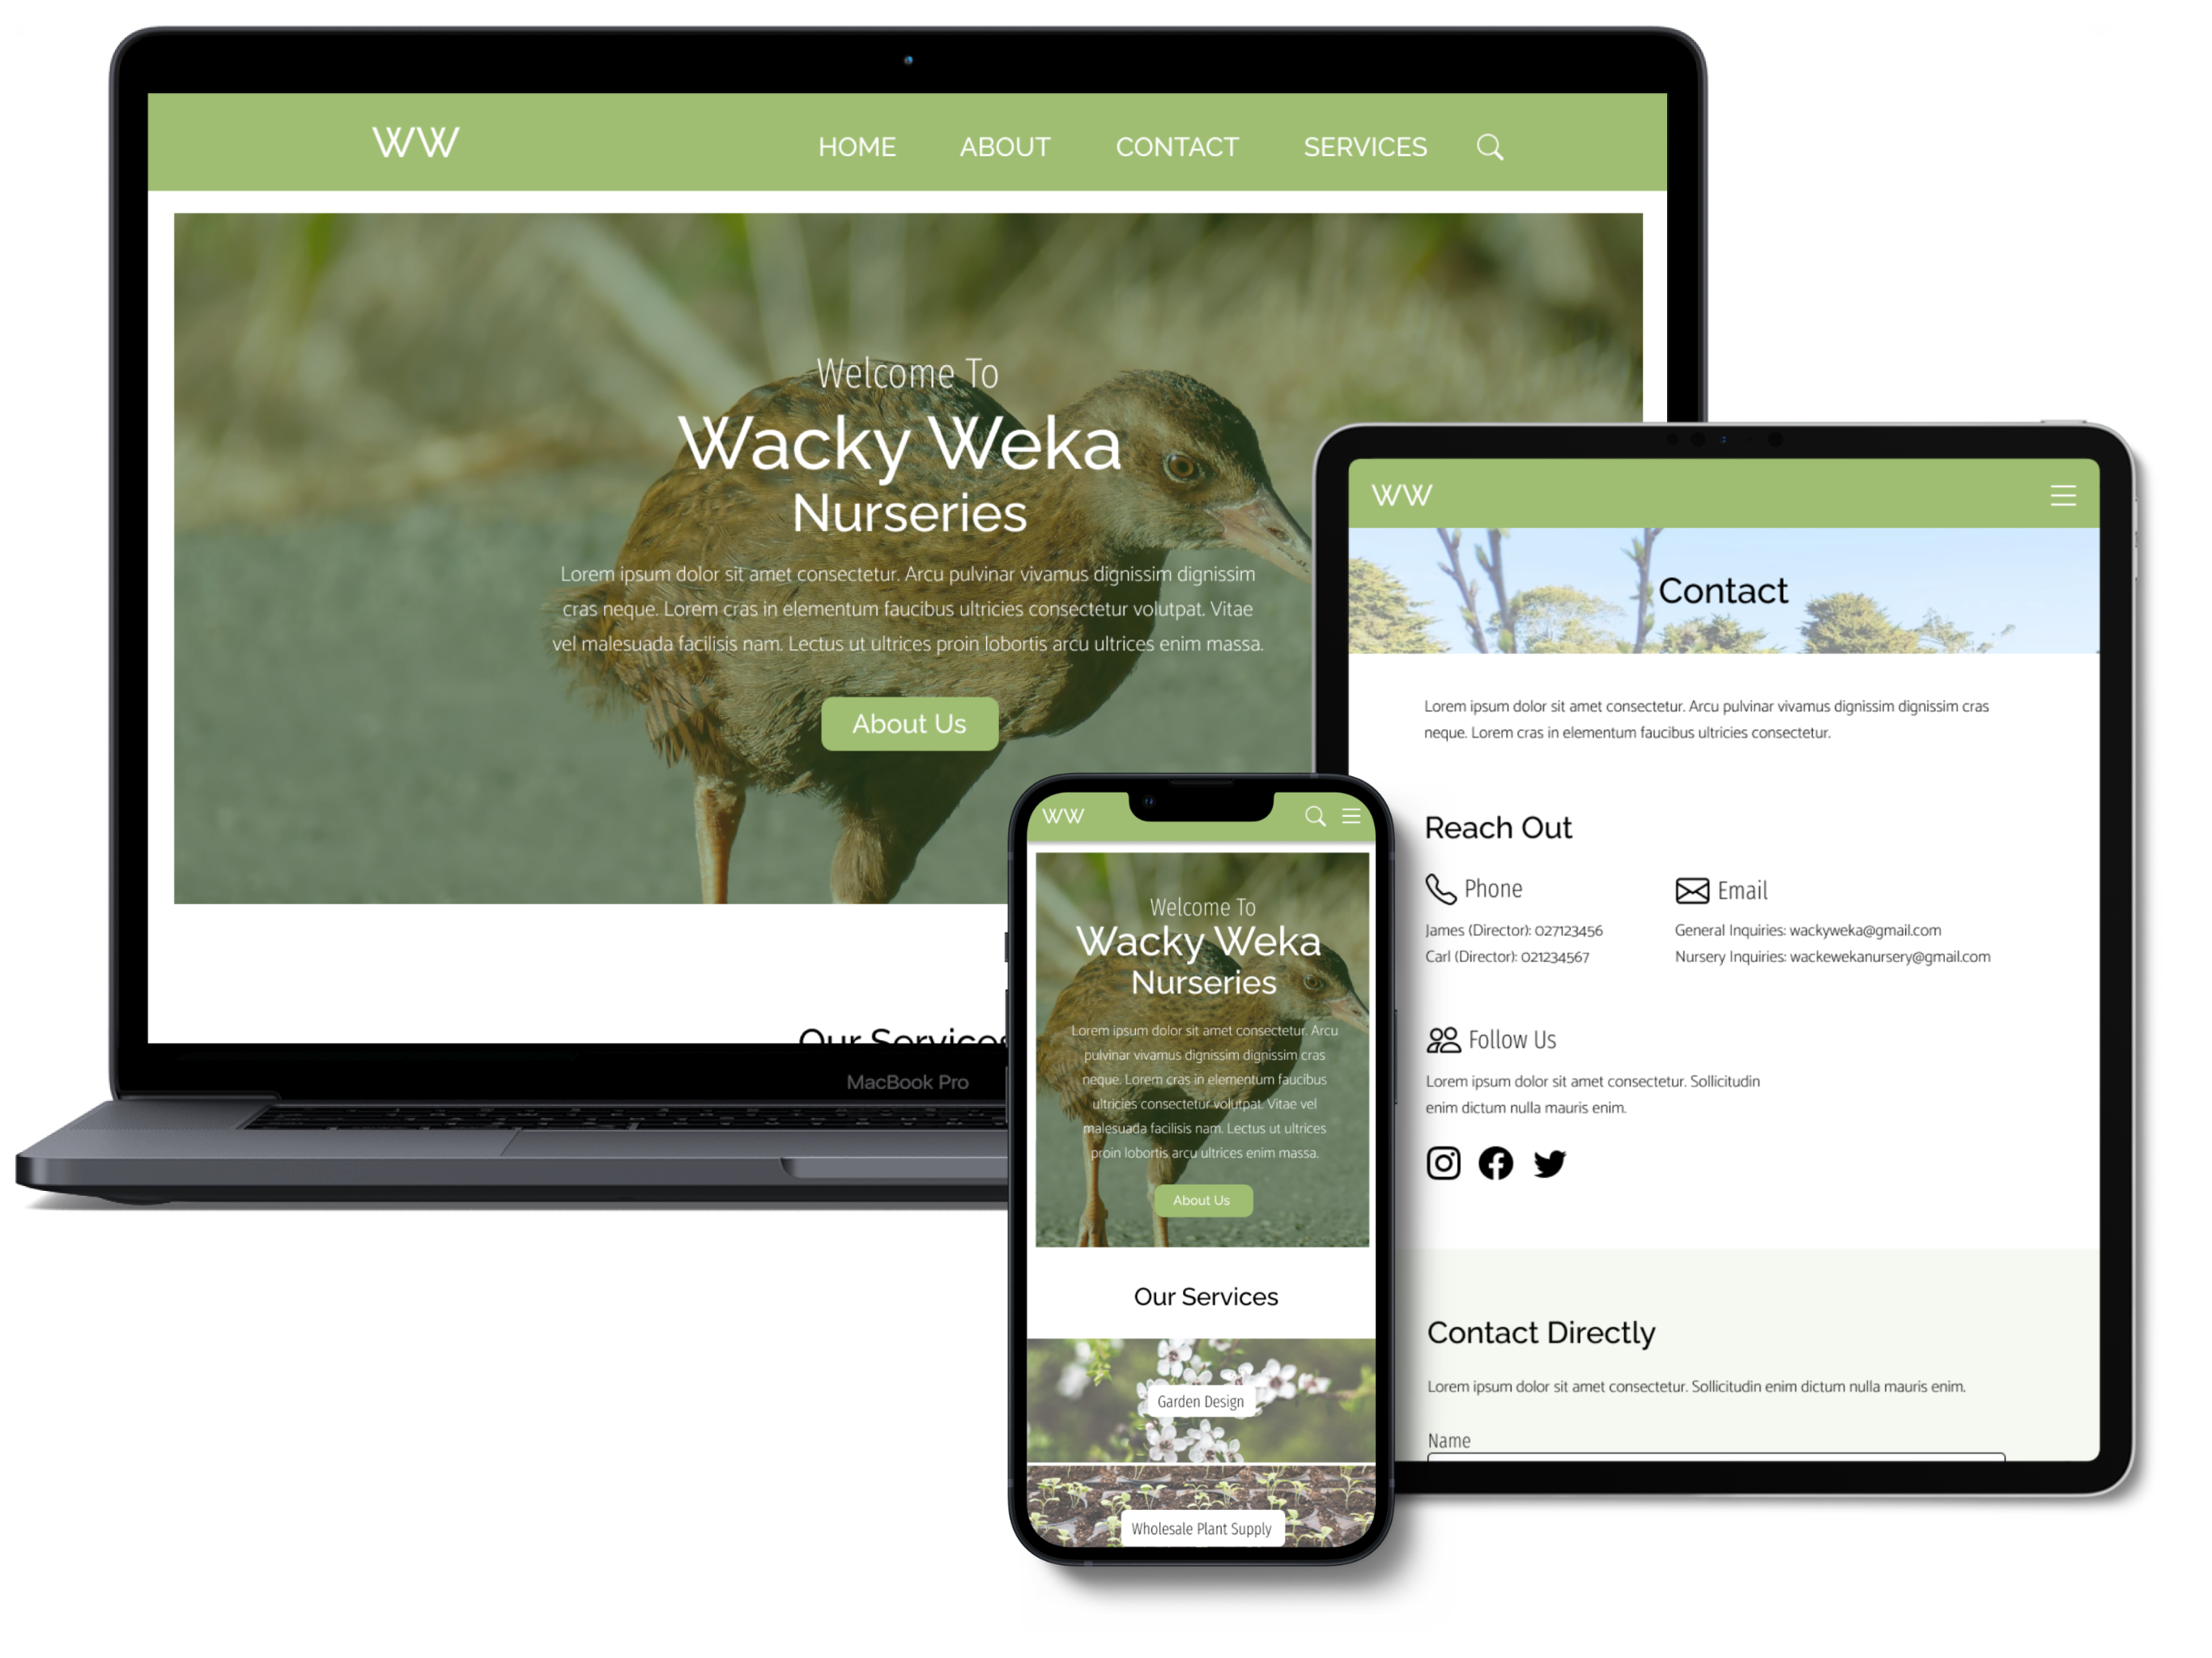 WW
HOME ABOUT CONTACT SERVICES
Welcome To
Wacky Weka
Nurseries
Lorem ipsum dolor sit amet consectetur. Arcu pulvinar vivamus dignissim dignissim
cras neque. Lorem cras in elementum faucibus ultricies consectetur volutpat. Vitae
vel malesuada facilisis nam. Lectus ut ultrices proin lobortis arcu ultrices enim massa.
About Us
Our Services
MacBook Pro
WW
Contact
Lorem ipsum dolor sit amet consectetur. Arcu pulvinar vivamus dignissim dignissim cras
neque. Lorem cras in elementum faucibus ultricies consectetur.
Reach Out
Phone
James (Director): 027123456
Carl (Director): 021234567
Email
General Inquiries: wackyweka@gmail.com
Nursery Inquiries: wackewekanursery@gmail.com
Follow Us
Lorem ipsum dolor sit amet consectetur. Sollicitudin
enim dictum nulla mauris enim.
Contact Directly
Lorem ipsum dolor sit amet consectetur. Sollicitudin enim dictum nulla mauris enim.
Name
WW
Welcome To
Wacky Weka
Nurseries
Lorem ipsum dolor sit amet consectetur. Arcu
pulvinar vivamus dignissim dignissim cras
neque. Lorem cras in elementum faucibus
ultricies consectetur volutpat. Vitae vel
malesuada facilisis nam. Lectus ut ultrices
proin lobortis arcu ultrices enim massa.
About Us
Our Services
Garden Design
Wholesale Plant Supply